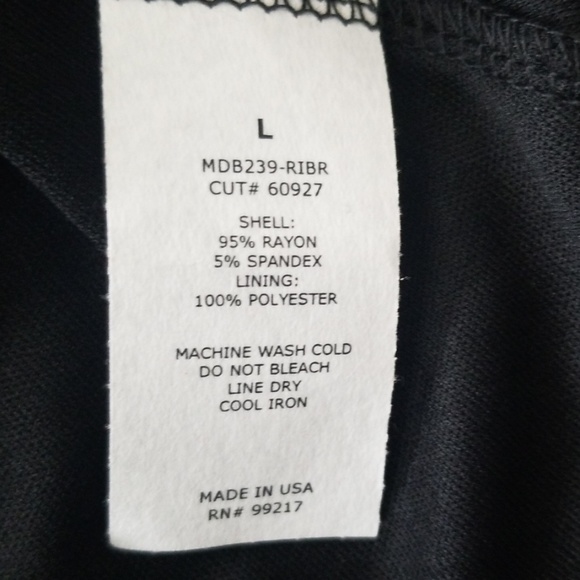 L
MDB239-RIBR
CUT# 60927
SHELL:
95% RAYON
5% SPANDEX
LINING:
100% POLYESTER
MACHINE WASH COLD
DO NOT BLEACH
LINE DRY
COOL IRON
MADE IN USA
RN# 99217